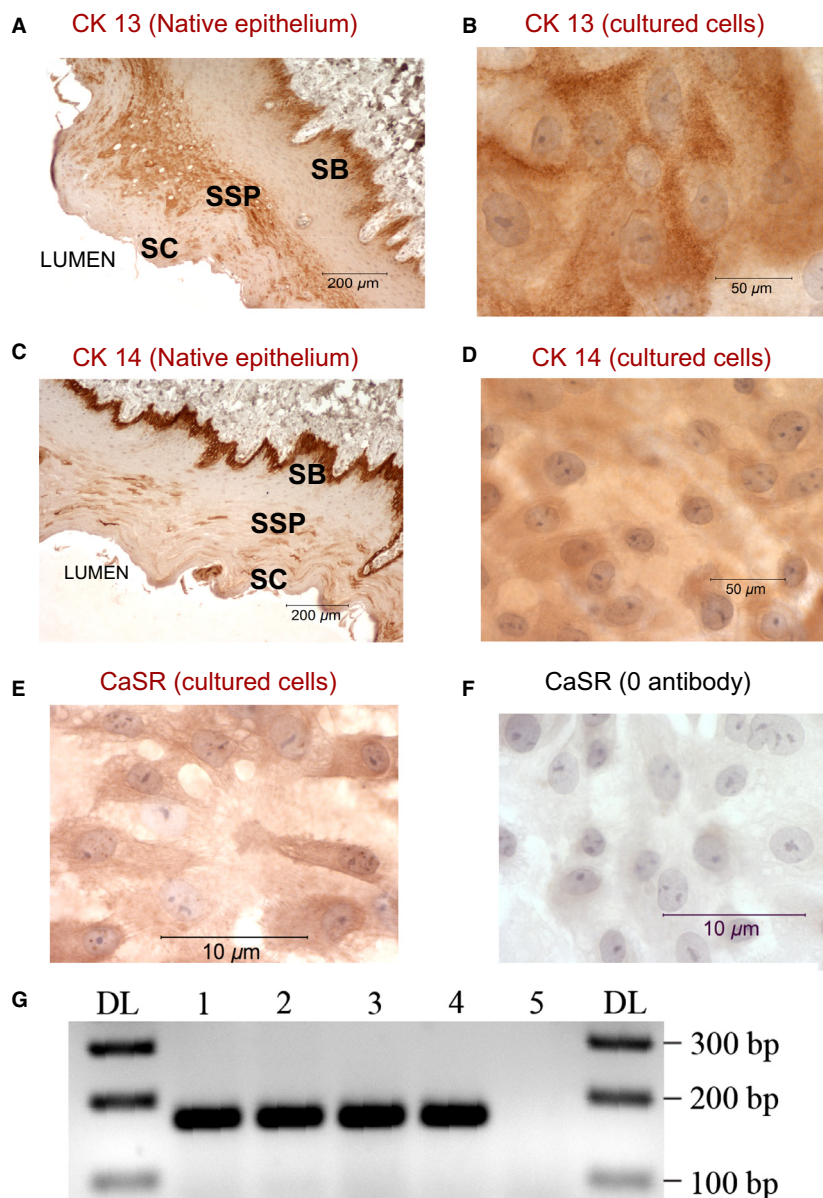 A
CK 13 (Native epithelium)
SB
SSP
SC
LUMEN
200 µm
B
CK 13 (cultured cells)
50 µm
C
CK 14 (Native epithelium)
SB
SSP
SC
LUMEN
200 µm
D
CK 14 (cultured cells)
50 µm
E
CaSR (cultured cells)
10 µm
F
CaSR (0 antibody)
10 µm
G
DL 1 2 3 4 5 DL
300 bp
200 bp
100 bp